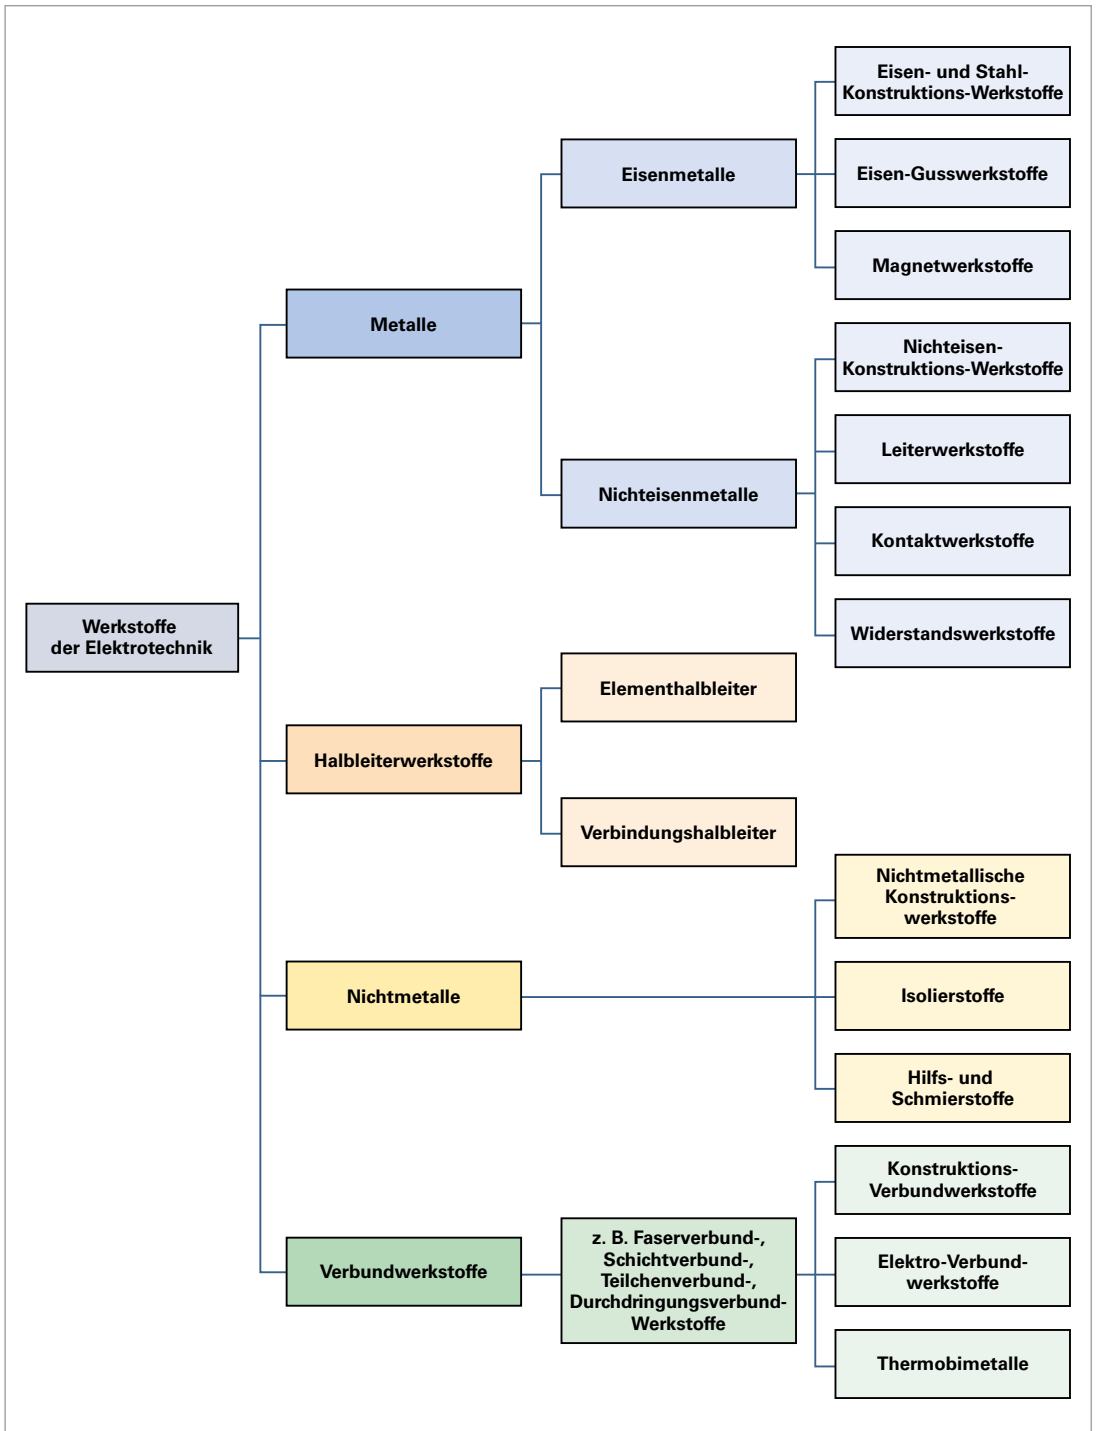 Eisen- und Stahl-
Konstruktions-Werkstoffe
Eisenmetalle
Eisen-Gusswerkstoffe
Magnetwerkstoffe
Metalle
Nichteisen-
Konstruktions-Werkstoffe
Leiterwerkstoffe
Nichteisenmetalle
Kontaktwerkstoffe
Widerstandswerkstoffe
Werkstoffe
der Elektrotechnik
Elementhalbleiter
Halbleiterwerkstoffe
Verbindungshalbleiter
Nichtmetallische
Konstruktions-
werkstoffe
Nichtmetalle
Isolierstoffe
Hilfs- und
Schmierstoffe
Konstruktions-
Verbundwerkstoffe
Verbundwerkstoffe
z. B. Faserverbund-,
Schichtverbund-,
Teilchenverbund-,
Durchdringungsverbund-
Werkstoffe
Elektro-Verbund-
werkstoffe
Thermobimetalle